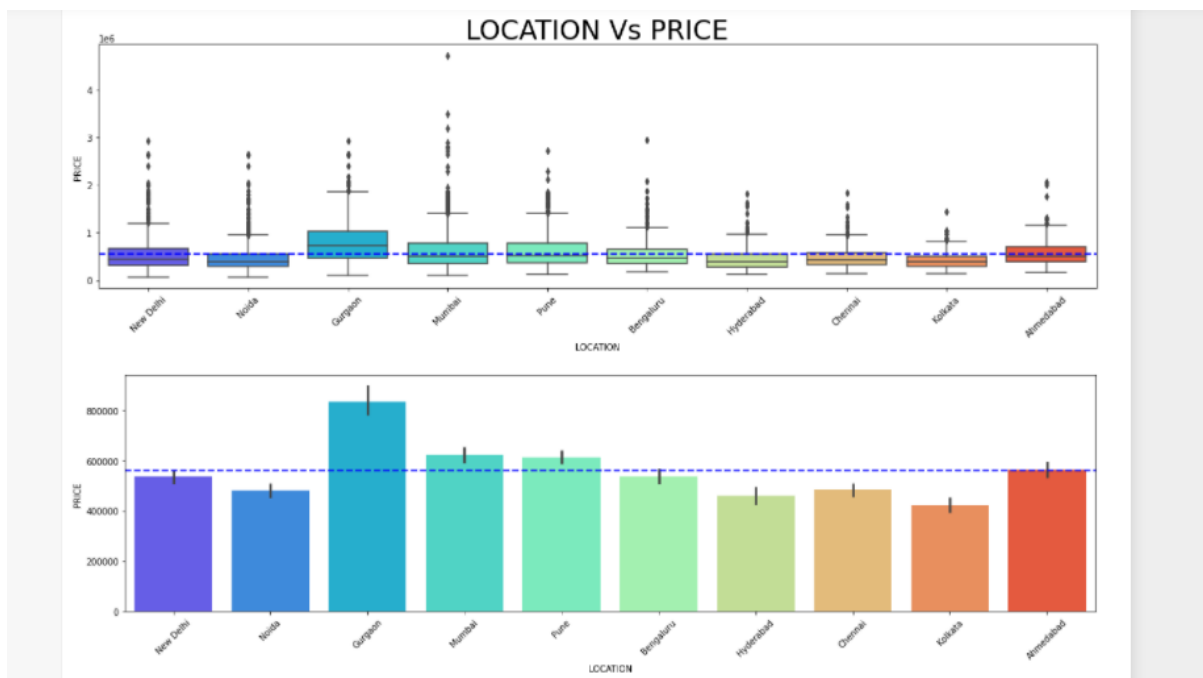 LOCATION Vs PRICE
1e6
4
3
2
1
0
PRICE
New Delhi
Noida
Gurgaon
Mumbai
Pune
Bengaluru
Hyderabad
Chennai
Kolkata
Ahmedabad
LOCATION
800000
600000
400000
200000
0
PRICE
New Delhi
Noida
Gurgaon
Mumbai
Pune
Bengaluru
Hyderabad
Chennai
Kolkata
Ahmedabad
LOCATION